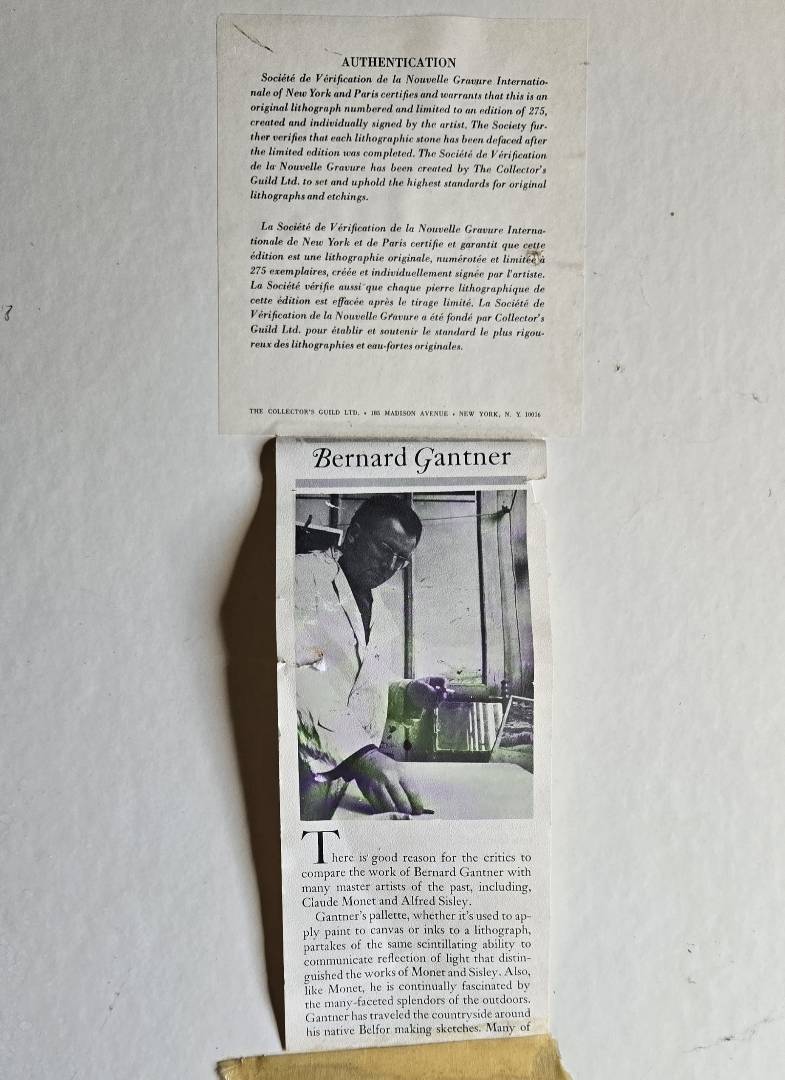 AUTHENTICATION
Société de Vérification de la Nouvelle Gravure Internatio-
nale of New York and Paris certifies and warrants that this is an
original lithograph numbered and limited to an edition of 275,
created and individually signed by the artist. The Society fur-
ther verifies that each lithographic stone has been defaced after
the limited edition was completed. The Société de Vérification
de la Nouvelle Gravure has been created by The Collector's
Guild Ltd. to set and uphold the highest standards for original
lithographs and etchings.
La Société de Vérification de la Nouvelle Gravure Interna-
tionale de New York et de Paris certifie et garantit que cette
édition est une lithographie originale, numérotée et limitée à
275 exemplaires, créée et individuellement signée par l'artiste.
La Société vérifie aussi que chaque pierre lithographique de
cette édition est effacée après le tirage limité. La Société de
Vérification de la Nouvelle Gravure a été fondé par Collector's
Guild Ltd. pour établir et soutenir le standard le plus rigou-
reux des lithographies et eau-fortes originales.
THE COLLECTOR'S GUILD LTD. • 185 MADISON AVENUE • NEW YORK, N. Y. 10016
Bernard Gantner
There is good reason for the critics to
compare the work of Bernard Gantner with
many master artists of the past, including,
Claude Monet and Alfred Sisley.
Gantner's pallette, whether it's used to ap-
ply paint to canvas or inks to a lithograph,
partakes of the same scintillating ability to
communicate reflection of light that distin-
guished the works of Monet and Sisley. Also,
like Monet, he is continually fascinated by
the many-faceted splendors of the outdoors.
Gantner has traveled the countryside around
his native Belfor making sketches. Many of